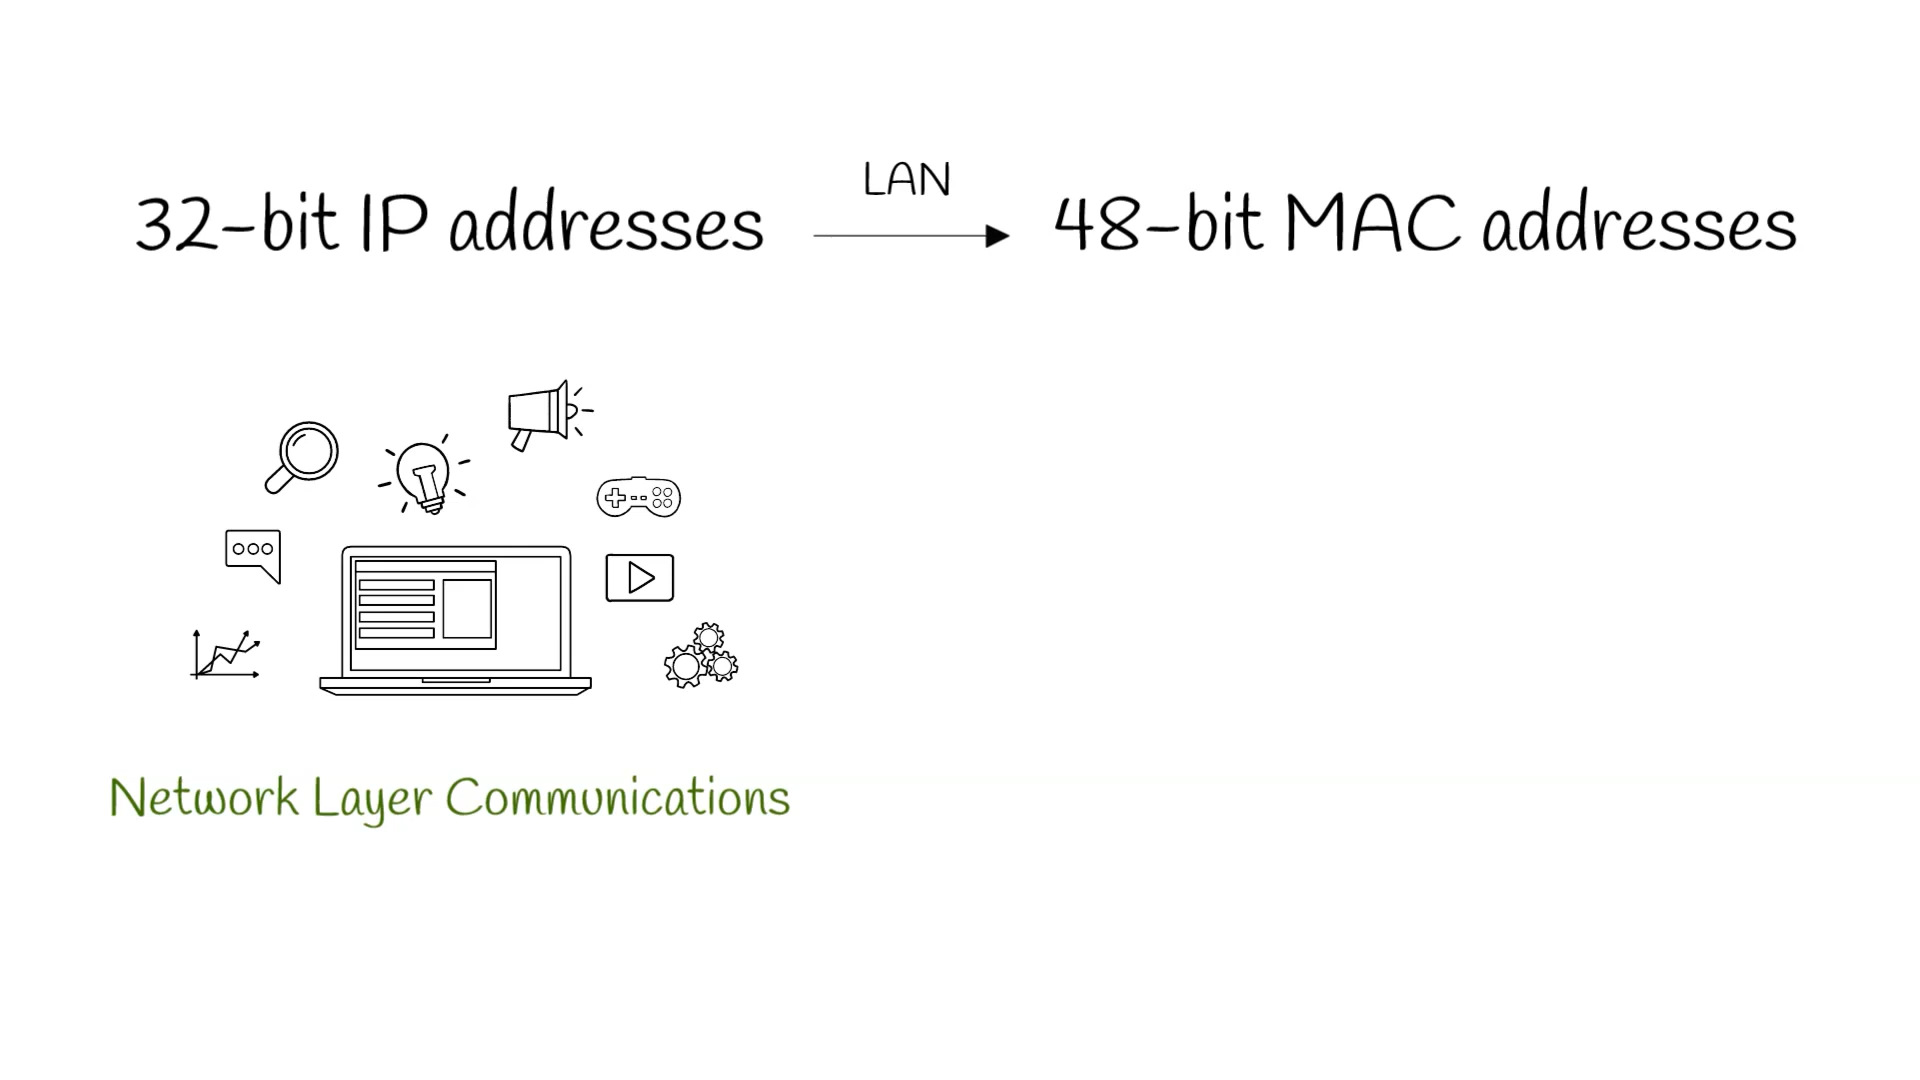 LAN
32-bit IP addresses
48-bit MAC addresses
Network Layer Communications